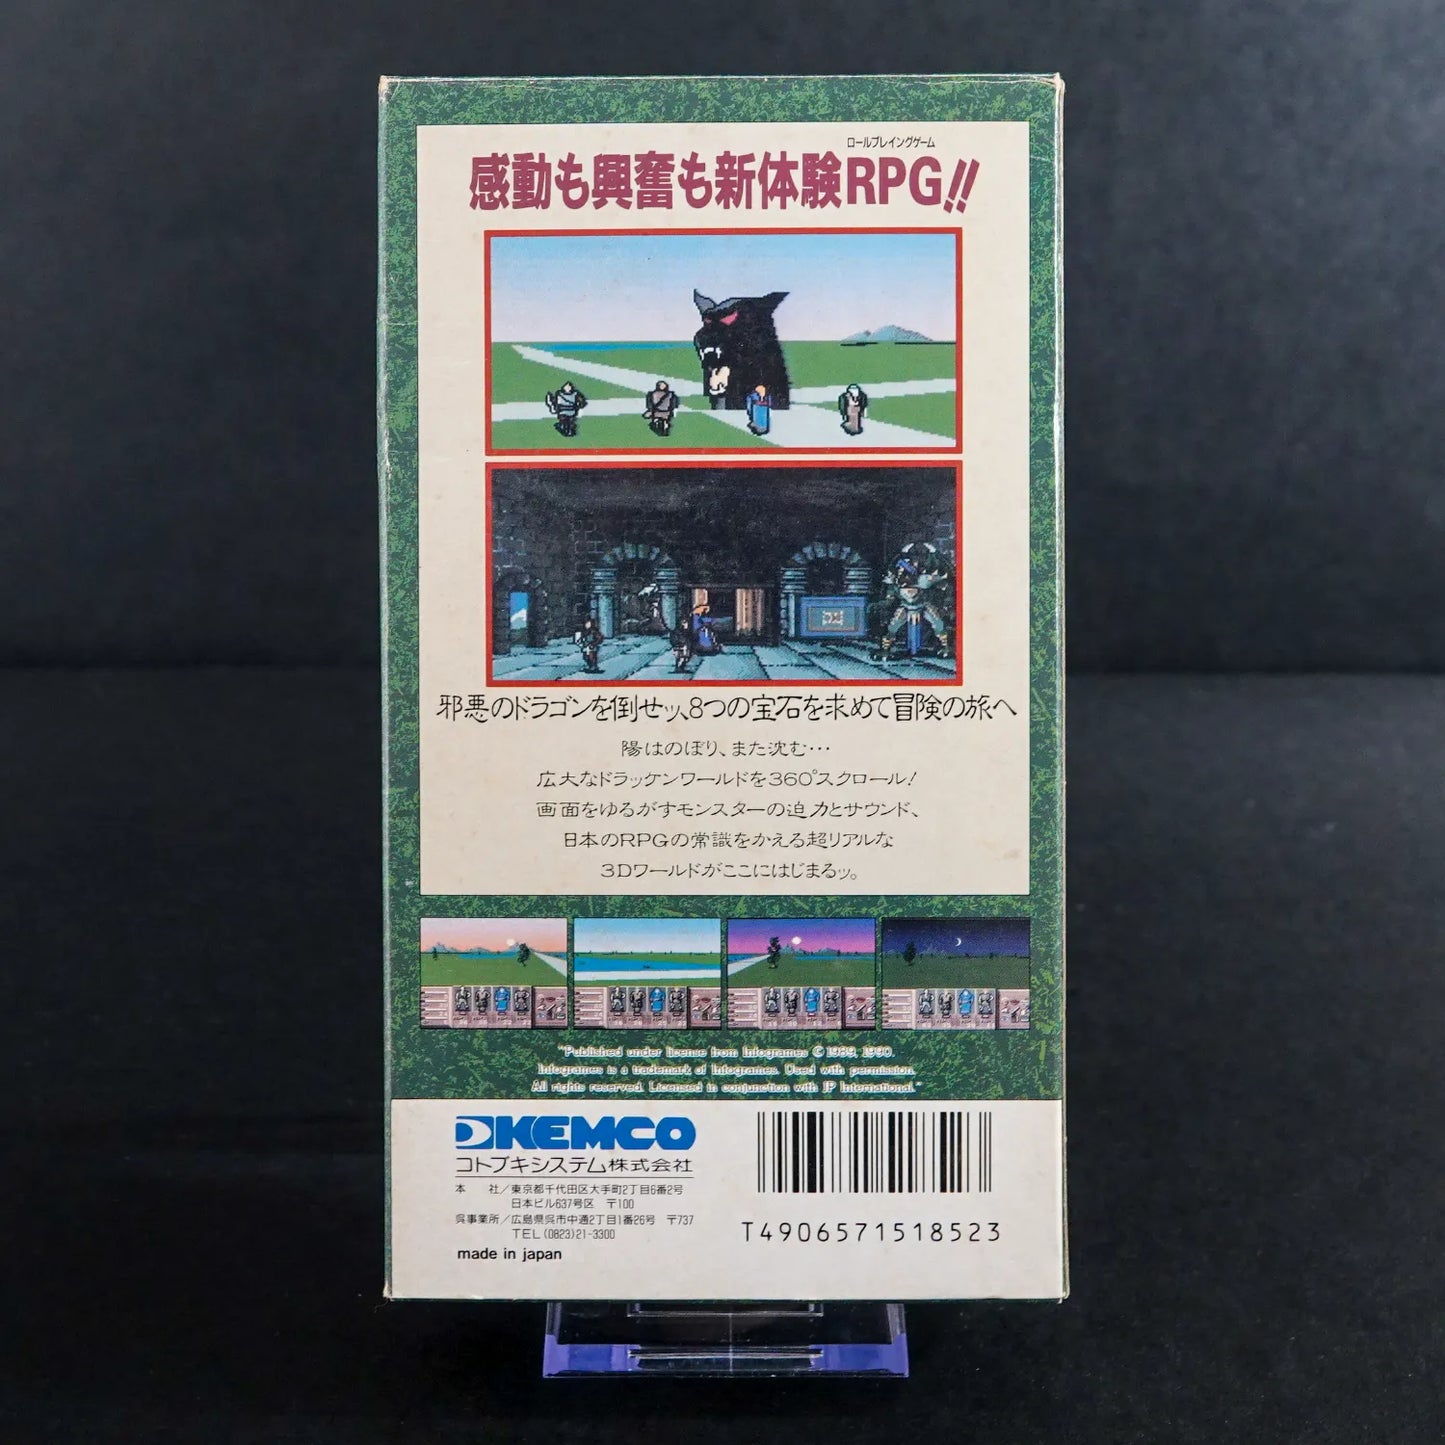 ロールプレイングゲーム
感動も興奮も新体験RPG!!
邪悪のドラゴンを倒せッ、8つの宝石を求めて冒険の旅へ
陽はのぼり、また沈む…
広大なドラッケンワールドを360°スクロール!
画面をゆるがすモンスターの迫力とサウンド、
日本のRPGの常識をかえる超リアルな
3Dワールドがここにはじまるッ。
"Published under license from Infogrames © 1989, 1990.
Infogrames is a trademark of Infogrames. Used with permission.
All rights reserved. Licensed in conjunction with JP International."
KEMCO
コトブキシステム株式会社
本 社/東京都千代田区大手町2丁目6番2号
日本ビル637号区 〒100
呉事業所/広島県呉市中通2丁目1番26号 〒737
TEL(0823)21-3300
made in japan
T4906571518523